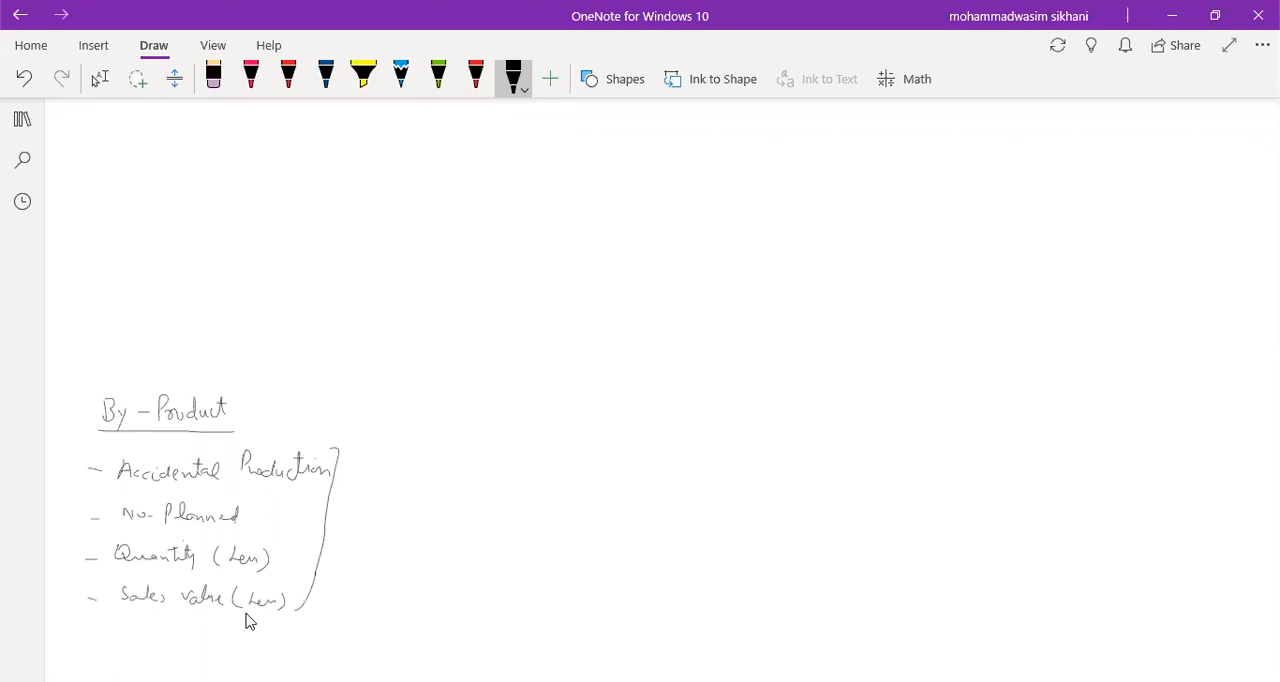 OneNote for Windows 10
mohammadwasim sikhani
Home Insert Draw View Help
Share
Shapes Ink to Shape Ink to Text Math
By - Product
- Accidental Production
- No- Planned
- Quantity (Less)
- Sales value (Less)